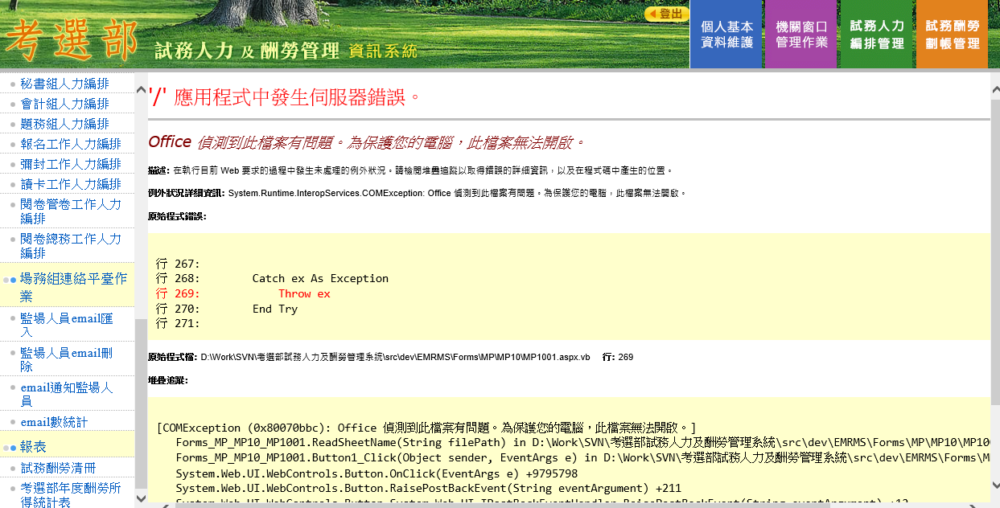 考選部
試務人力及酬勞管理 資訊系統
登出
個人基本
資料維護
機關窗口
管理作業
試務人力
編排管理
試務酬勞
劃帳管理
秘書組人力編排
會計組人力編排
題務組人力編排
報名工作人力編排
彌封工作人力編排
讀卡工作人力編排
閱卷管卷工作人力
編排
閱卷總務工作人力
編排
場務組連絡平臺作
業
監場人員email匯
入
監場人員email刪
除
email通知監場人
員
email數統計
報表
試務酬勞清冊
考選部年度酬勞所
得統計表
'/' 應用程式中發生伺服器錯誤。
Office 偵測到此檔案有問題。為保護您的電腦，此檔案無法開啟。
描述: 在執行目前 Web 要求的過程中發生未處理的例外狀況。請檢閱堆疊追蹤以取得錯誤的詳細資訊，以及在程式碼中產生的位置。
例外狀況詳細資訊: System.Runtime.InteropServices.COMException: Office 偵測到此檔案有問題。為保護您的電腦，此檔案無法開啟。
原始程式錯誤:
行 267:
行 268: Catch ex As Exception
行 269: Throw ex
行 270: End Try
行 271:
原始程式檔: D:\Work\SVN\考選部試務人力及酬勞管理系統\src\dev\EMRMS\Forms\MP\MP10\MP1001.aspx.vb 行: 269
堆疊追蹤:
[COMException (0x80070bbc): Office 偵測到此檔案有問題。為保護您的電腦，此檔案無法開啟。]
Forms_MP_MP10_MP1001.ReadSheetName(String filePath) in D:\Work\SVN\考選部試務人力及酬勞管理系統\src\dev\EMRMS\Forms\MP\MP10\MP10
Forms_MP_MP10_MP1001.Button1_Click(Object sender, EventArgs e) in D:\Work\SVN\考選部試務人力及酬勞管理系統\src\dev\EMRMS\Forms\M
System.Web.UI.WebControls.Button.OnClick(EventArgs e) +9795798
System.Web.UI.WebControls.Button.RaisePostBackEvent(String eventArgument) +211
System.Web.UI.WebControls.Button.System.Web.UI.IPostBackEventHandler.RaisePostBackEvent(String eventArgument) +12